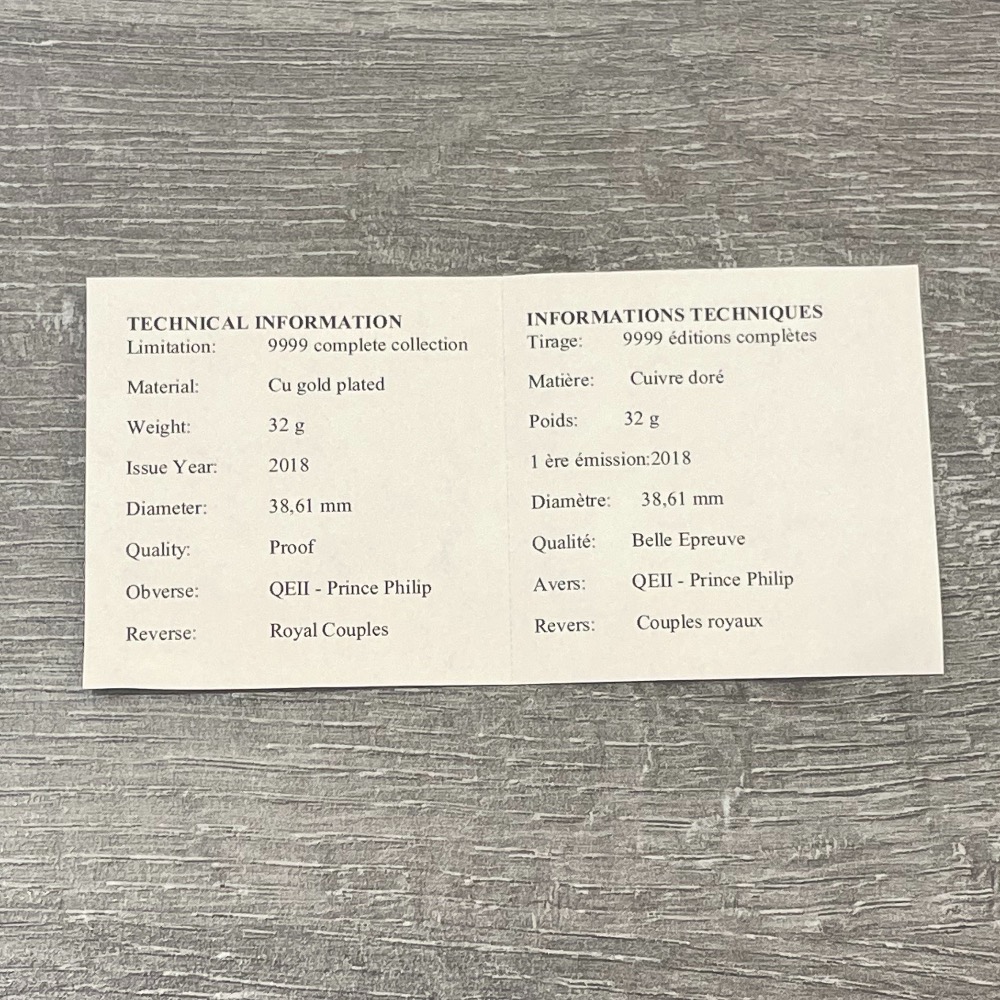 TECHNICAL INFORMATION
Limitation: 9999 complete collection
Material: Cu gold plated
Weight: 32 g
Issue Year: 2018
Diameter: 38,61 mm
Quality: Proof
Obverse: QEII - Prince Philip
Reverse: Royal Couples
INFORMATIONS TECHNIQUES
Tirage: 9999 éditions complètes
Matière: Cuivre doré
Poids: 32 g
1 ère émission:2018
Diamètre: 38,61 mm
Qualité: Belle Epreuve
Avers: QEII - Prince Philip
Revers: Couples royaux